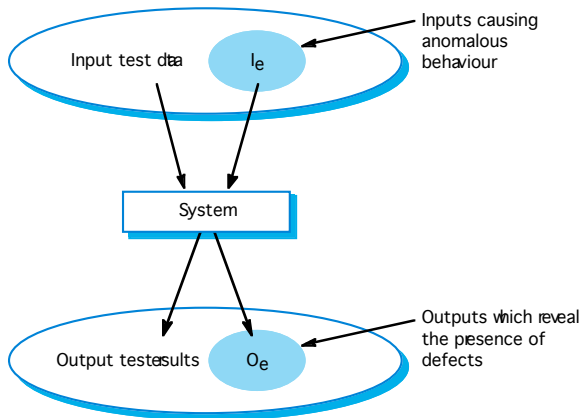 Inputs causing
anomalous
behaviour
Input test data
Ie
System
Outputs which reveal
the presence of
defects
Output test results
Oe